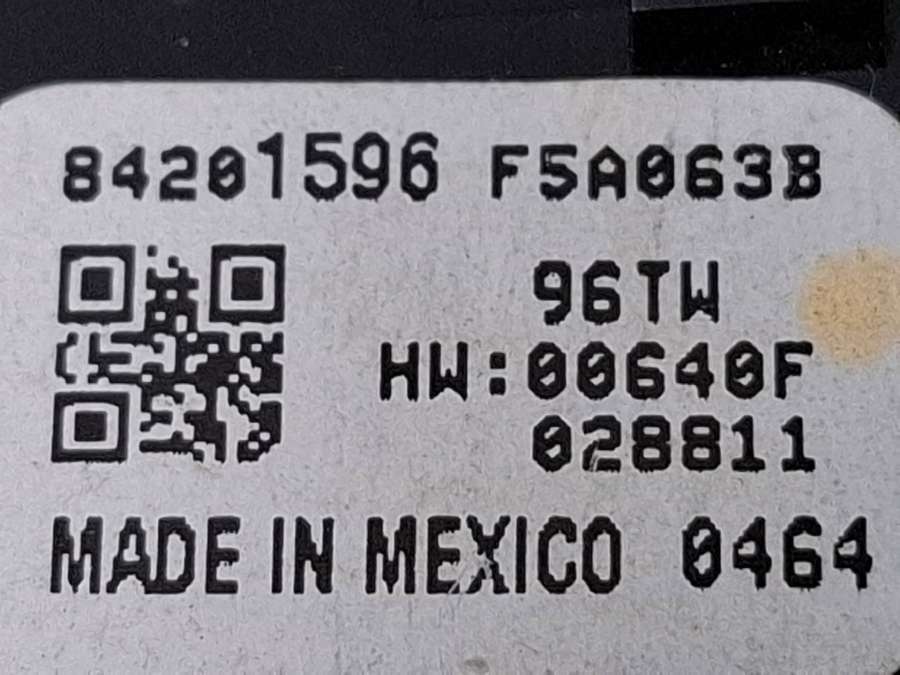 84201596 F5A063B
96TW
HW:00640F
028811
MADE IN MEXICO 0464